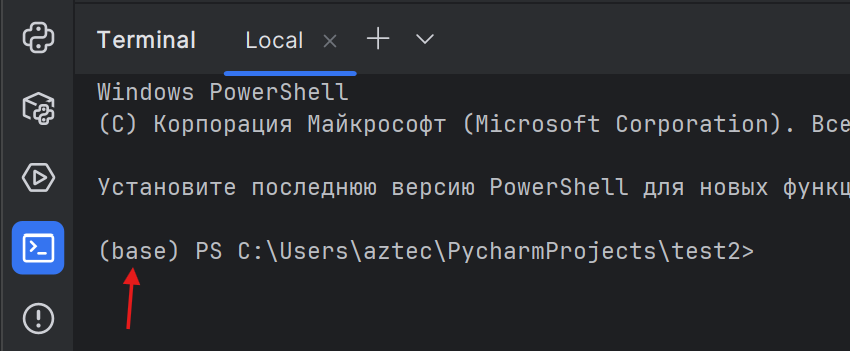 Terminal Local
Windows PowerShell
(C) Корпорация Майкрософт (Microsoft Corporation). Все
Установите последнюю версию PowerShell для новых функц
(base) PS C:\Users\aztec\PycharmProjects\test2>